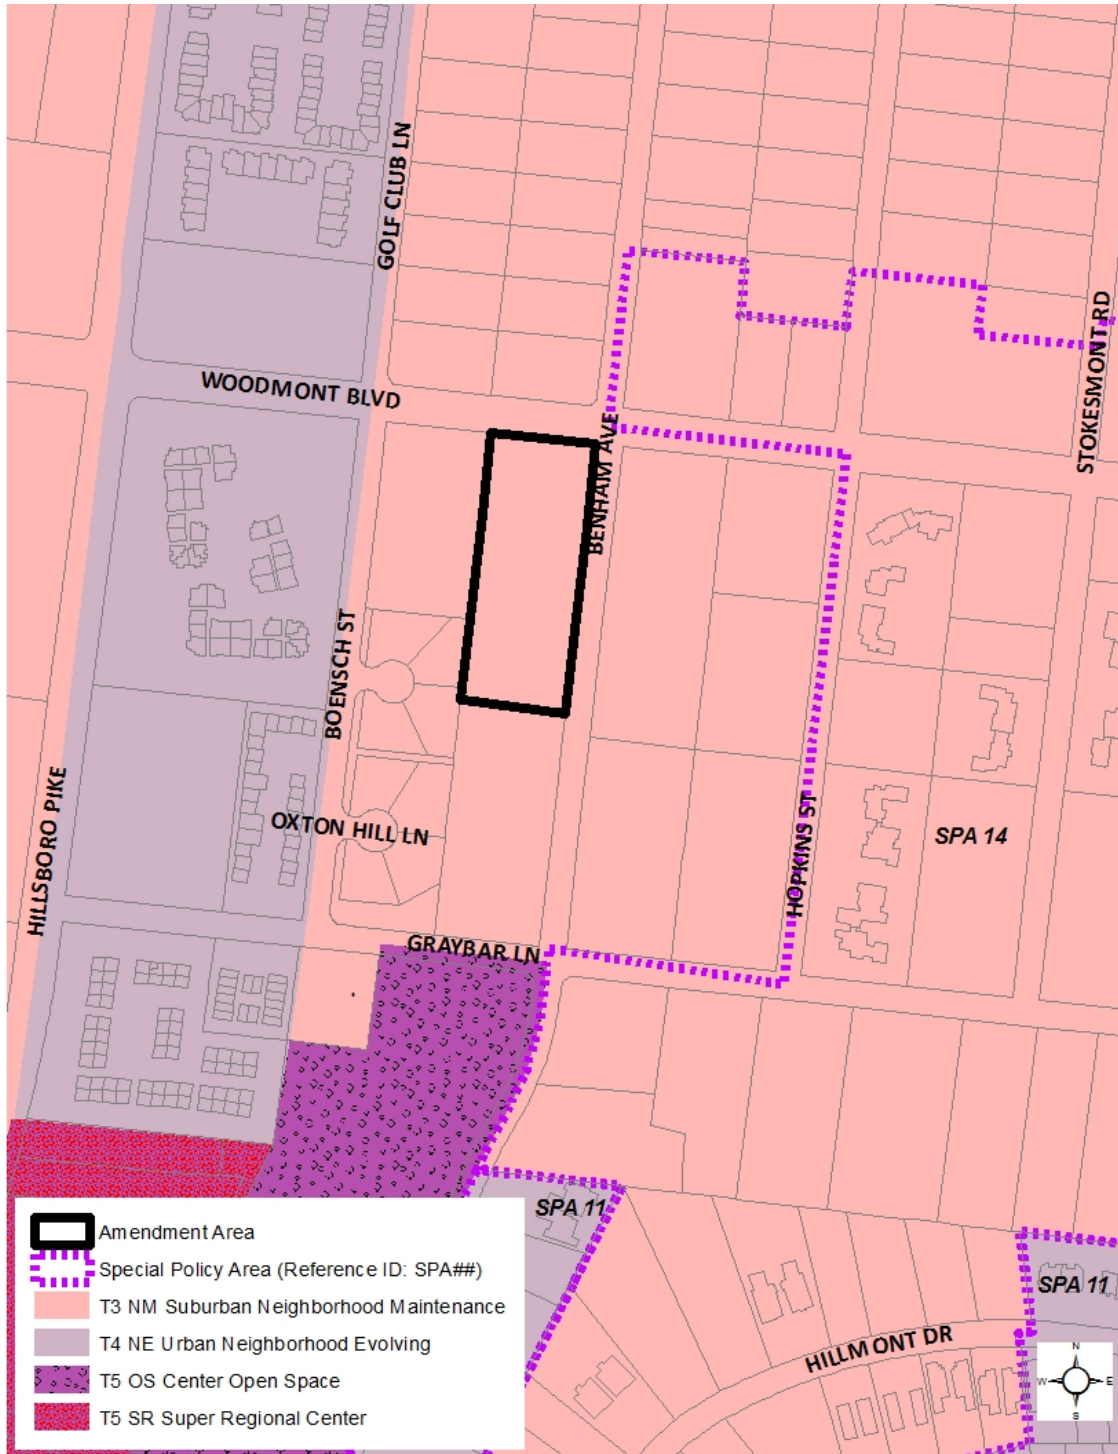 GOLF CLUB LN
WOODMONT BLVD
STOKESMONT RD
BENHAM AVE
BOENSCH ST
HILLSBORO PIKE
OXTON HILL LN
HOPKINS ST
SPA 14
GRAYBAR LN
SPA 11
SPA 11
HILLMONT DR
N
W E
S
Amendment Area
Special Policy Area (Reference ID: SPA##)
T3 NM Suburban Neighborhood Maintenance
T4 NE Urban Neighborhood Evolving
T5 OS Center Open Space
T5 SR Super Regional Center